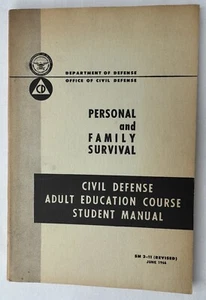 DEPARTMENT OF DEFENSE
OFFICE OF CIVIL DEFENSE
PERSONAL
and
FAMILY
SURVIVAL
CIVIL DEFENSE
ADULT EDUCATION COURSE
STUDENT MANUAL
SM 3-11 (REVISED)
JUNE 1966